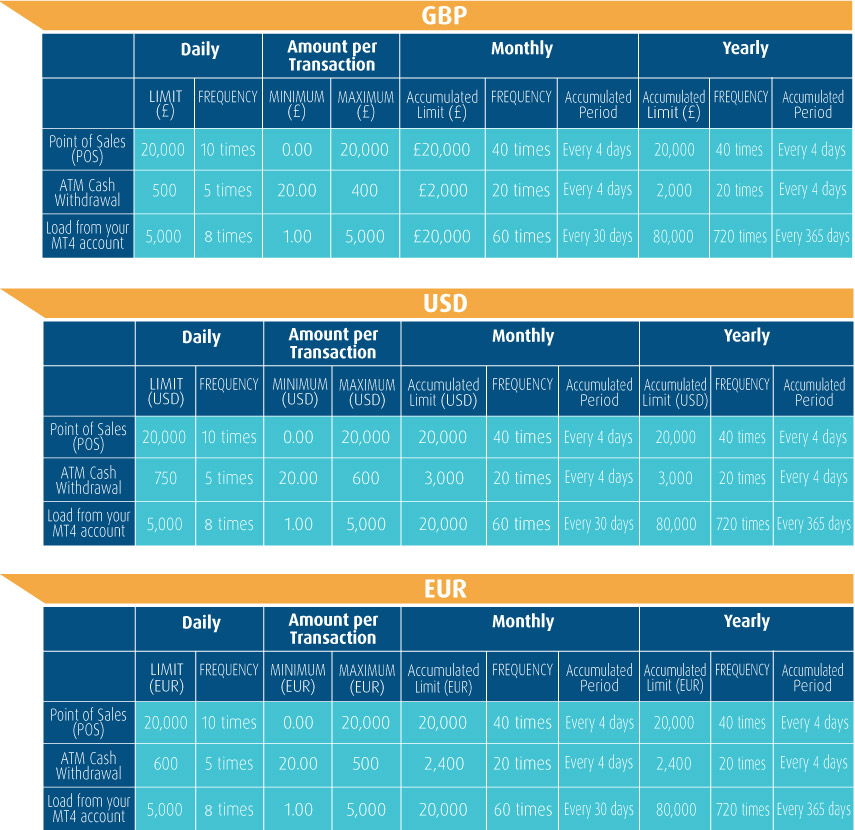 GBP
Daily Amount per Transaction Monthly Yearly
LIMIT (£) FREQUENCY MINIMUM (£) MAXIMUM (£) Accumulated Limit (£) FREQUENCY Accumulated Period Accumulated Limit (£) FREQUENCY Accumulated Period
Point of Sales (POS) 20,000 10 times 0.00 20,000 £20,000 40 times Every 4 days 20,000 40 times Every 4 days
ATM Cash Withdrawal 500 5 times 20.00 400 £2,000 20 times Every 4 days 2,000 20 times Every 4 days
Load from your MT4 account 5,000 8 times 1.00 5,000 £20,000 60 times Every 30 days 80,000 720 times Every 365 days
USD
Daily Amount per Transaction Monthly Yearly
LIMIT (USD) FREQUENCY MINIMUM (USD) MAXIMUM (USD) Accumulated Limit (USD) FREQUENCY Accumulated Period Accumulated Limit (USD) FREQUENCY Accumulated Period
Point of Sales (POS) 20,000 10 times 0.00 20,000 20,000 40 times Every 4 days 20,000 40 times Every 4 days
ATM Cash Withdrawal 750 5 times 20.00 600 3,000 20 times Every 4 days 3,000 20 times Every 4 days
Load from your MT4 account 5,000 8 times 1.00 5,000 20,000 60 times Every 30 days 80,000 720 times Every 365 days
EUR
Daily Amount per Transaction Monthly Yearly
LIMIT (EUR) FREQUENCY MINIMUM (EUR) MAXIMUM (EUR) Accumulated Limit (EUR) FREQUENCY Accumulated Period Accumulated Limit (EUR) FREQUENCY Accumulated Period
Point of Sales (POS) 20,000 10 times 0.00 20,000 20,000 40 times Every 4 days 20,000 40 times Every 4 days
ATM Cash Withdrawal 600 5 times 20.00 500 2,400 20 times Every 4 days 2,400 20 times Every 4 days
Load from your MT4 account 5,000 8 times 1.00 5,000 20,000 60 times Every 30 days 80,000 720 times Every 365 days